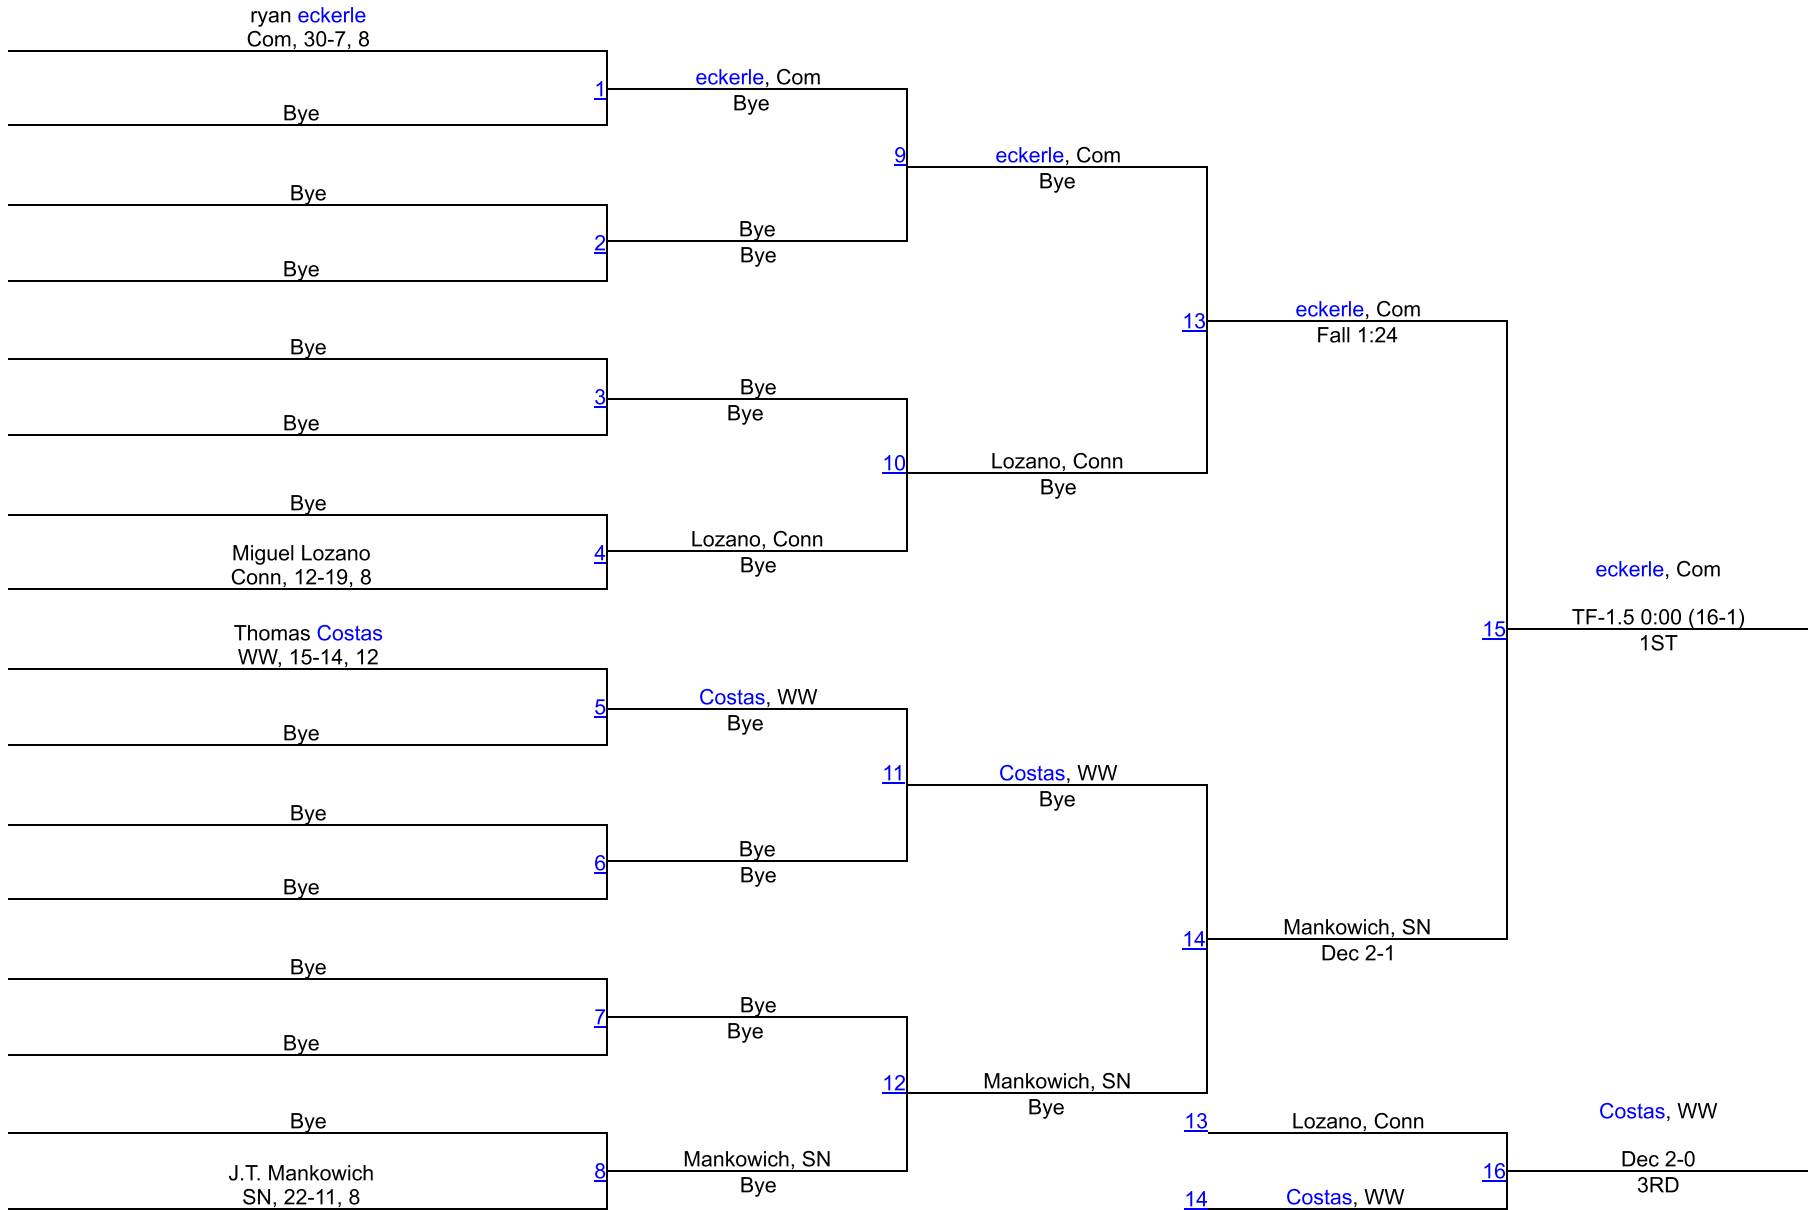 ryan eckerle
Com, 30-7, 8
eckerle, Com
1
Bye
Bye
9
eckerle, Com
Bye
Bye
Bye
2
Bye
Bye
eckerle, Com
13
Fall 1:24
Bye
Bye
3
Bye
Bye
10
Lozano, Conn
Bye
Bye
Lozano, Conn
4
Bye
Miguel Lozano
Conn, 12-19, 8
eckerle, Com
TF-1.5 0:00 (16-1)
15
1ST
Thomas Costas
WW, 15-14, 12
Costas, WW
5
Bye
Bye
11
Costas, WW
Bye
Bye
Bye
6
Bye
Bye
Mankowich, SN
14
Dec 2-1
Bye
Bye
7
Bye
Bye
12
Mankowich, SN
Bye
Bye
Mankowich, SN
8
Bye
J.T. Mankowich
SN, 22-11, 8
13
Lozano, Conn
Costas, WW
Dec 2-0
16
3RD
14
Costas, WW